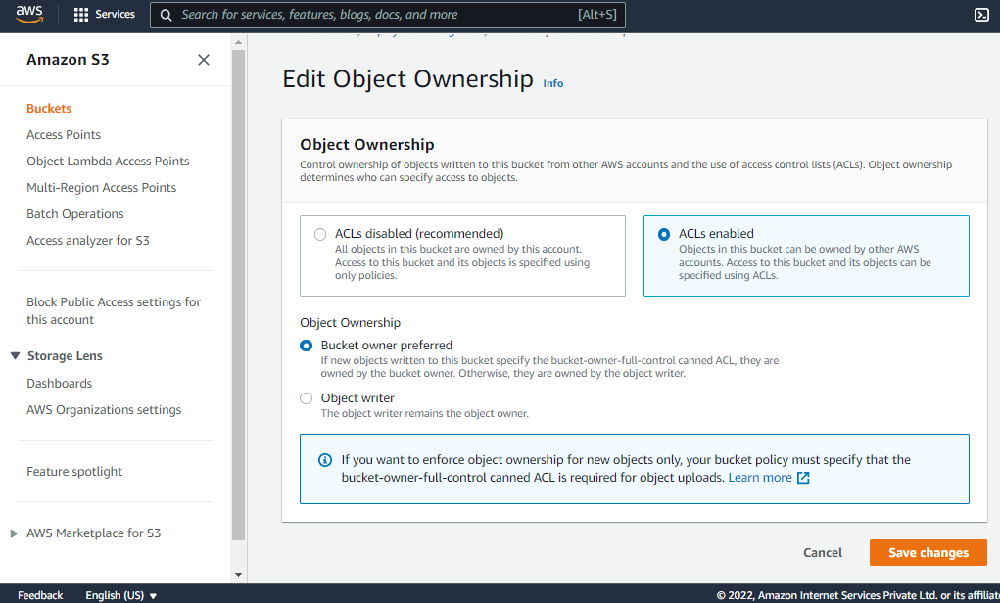 aws
Services
Search for services, features, blogs, docs, and more
[Alt+S]
Amazon S3
Buckets
Access Points
Object Lambda Access Points
Multi-Region Access Points
Batch Operations
Access analyzer for S3
Block Public Access settings for
this account
Storage Lens
Dashboards
AWS Organizations settings
Feature spotlight
AWS Marketplace for S3
Edit Object Ownership Info
Object Ownership
Control ownership of objects written to this bucket from other AWS accounts and the use of access control lists (ACLs). Object ownership
determines who can specify access to objects.
ACLs disabled (recommended)
All objects in this bucket are owned by this account.
Access to this bucket and its objects is specified using
only policies.
ACLs enabled
Objects in this bucket can be owned by other AWS
accounts. Access to this bucket and its objects can be
specified using ACLs.
Object Ownership
Bucket owner preferred
If new objects written to this bucket specify the bucket-owner-full-control canned ACL, they are
owned by the bucket owner. Otherwise, they are owned by the object writer.
Object writer
The object writer remains the object owner.
If you want to enforce object ownership for new objects only, your bucket policy must specify that the
bucket-owner-full-control canned ACL is required for object uploads. Learn more
Cancel
Save changes
Feedback
English (US)
© 2022, Amazon Internet Services Private Ltd. or its affiliat